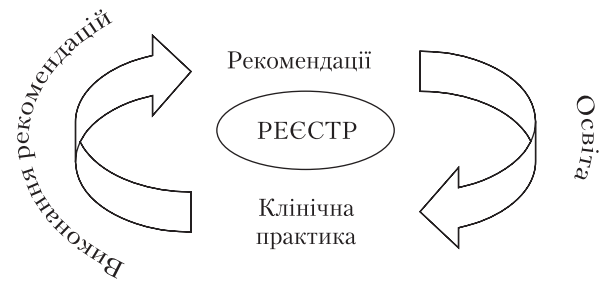 Виконання рекомендацій
Рекомендації
РЕЄСТР
Клінічна
практика
Освіта